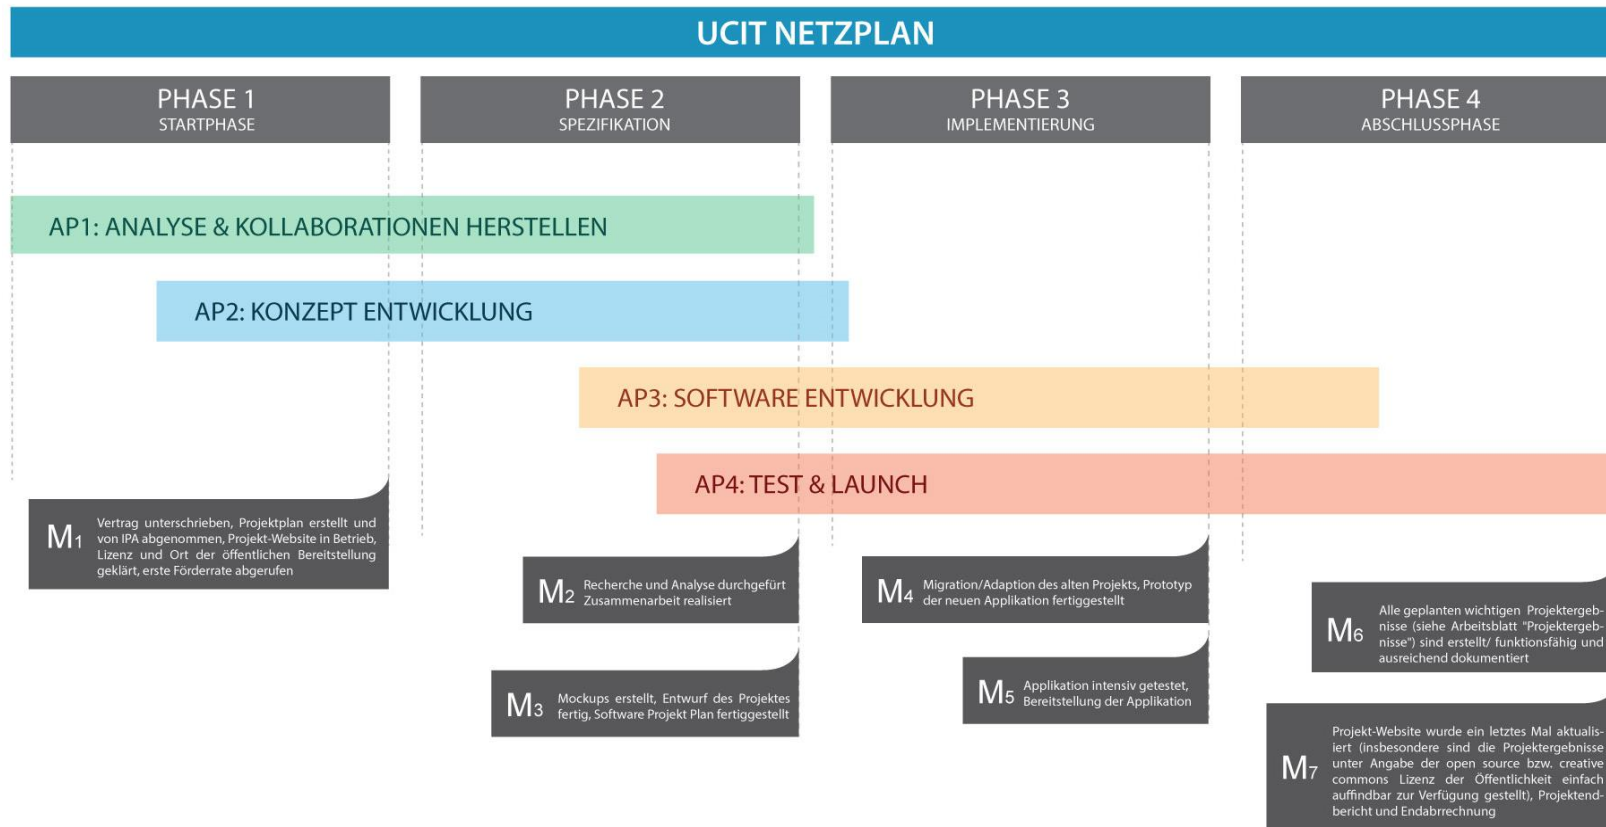 UCIT NETZPLAN
PHASE 1
STARTPHASE
PHASE 2
SPEZIFIKATION
PHASE 3
IMPLEMENTIERUNG
PHASE 4
ABSCHLUSSPHASE
AP1: ANALYSE & KOLLABORATIONEN HERSTELLEN
AP2: KONZEPT ENTWICKLUNG
AP3: SOFTWARE ENTWICKLUNG
AP4: TEST & LAUNCH
M1
Vertrag unterschrieben, Projektplan erstellt und
von IPA abgenommen, Projekt-Website in Betrieb,
Lizenz und Ort der öffentlichen Bereitstellung
geklärt, erste Förderrate abgerufen
M2
Recherche und Analyse durchgefürt
Zusammenarbeit realisiert
M3
Mockups erstellt, Entwurf des Projektes
fertig, Software Projekt Plan fertiggestellt
M4
Migration/Adaption des alten Projekts, Prototyp
der neuen Applikation fertiggestellt
M5
Applikation intensiv getestet,
Bereitstellung der Applikation
M6
Alle geplanten wichtigen Projektergeb-
nisse (siehe Arbeitsblatt "Projektergeb-
nisse") sind erstellt/ funktionsfähig und
ausreichend dokumentiert
M7
Projekt-Website wurde ein letztes Mal aktualis-
iert (insbesondere sind die Projektergebnisse
unter Angabe der open source bzw. creative
commons Lizenz der Öffentlichkeit einfach
auffindbar zur Verfügung gestellt), Projektend-
bericht und Endabrrechnung